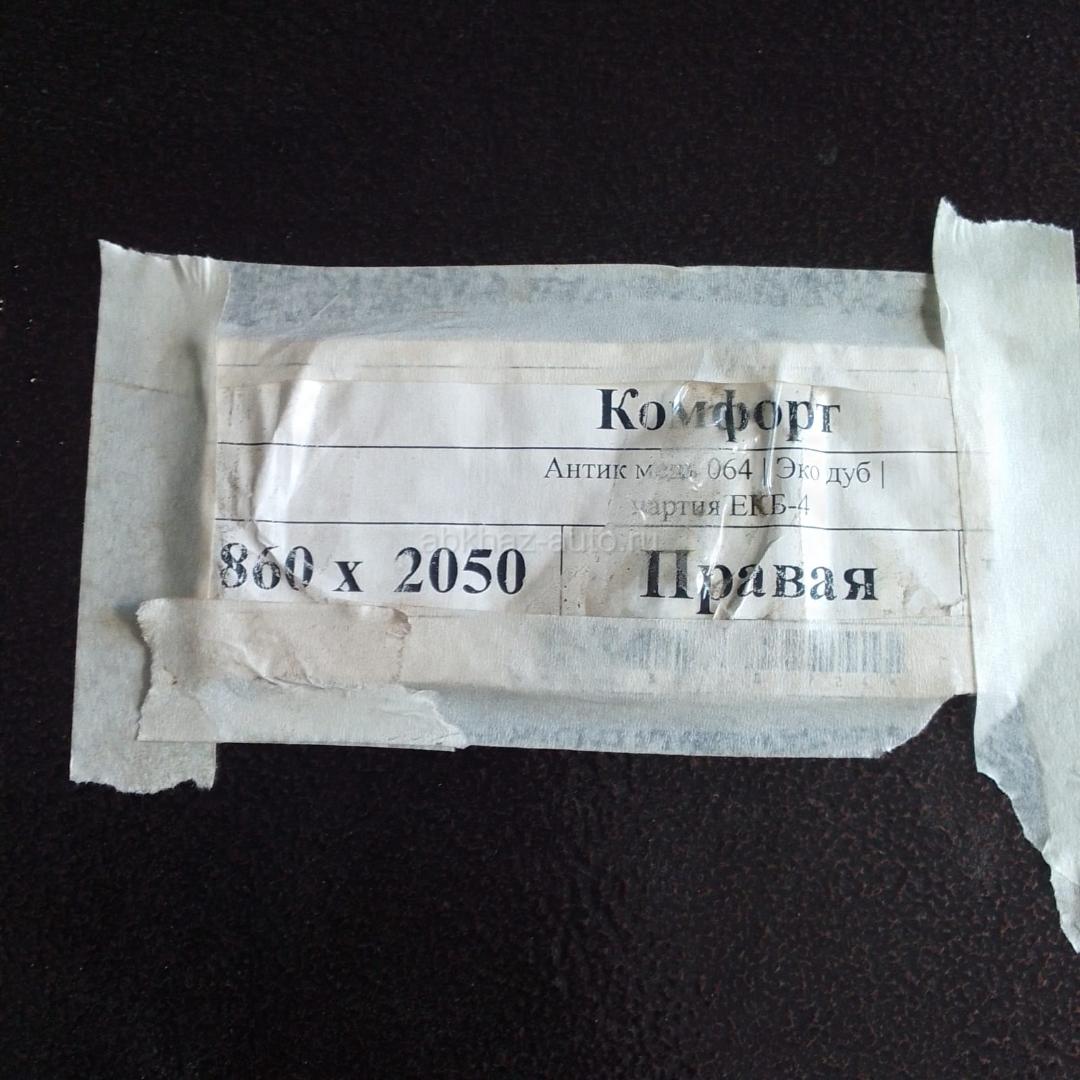 Комфорт
Антик медь 064 | Эко дуб |
партия ЕКБ-4
860 x 2050 Правая
abkhaz-auto.ru